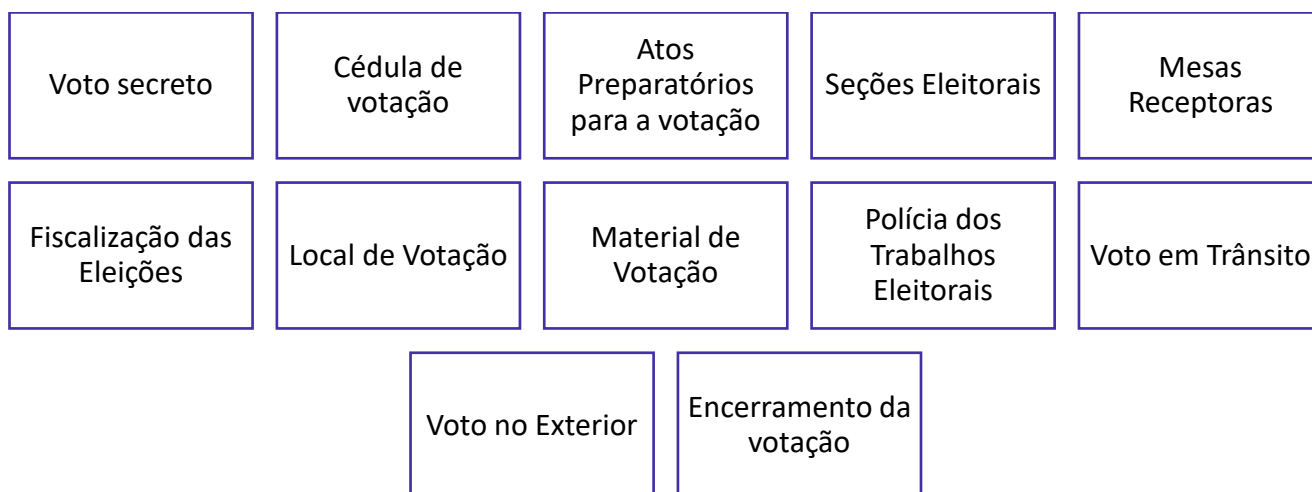 Voto secreto
Cédula de
votação
Atos
Preparatórios
para a votação
Seções Eleitorais
Mesas
Receptoras
Fiscalização das
Eleições
Local de Votação
Material de
Votação
Polícia dos
Trabalhos
Eleitorais
Voto em Trânsito
Voto no Exterior
Encerramento da
votação